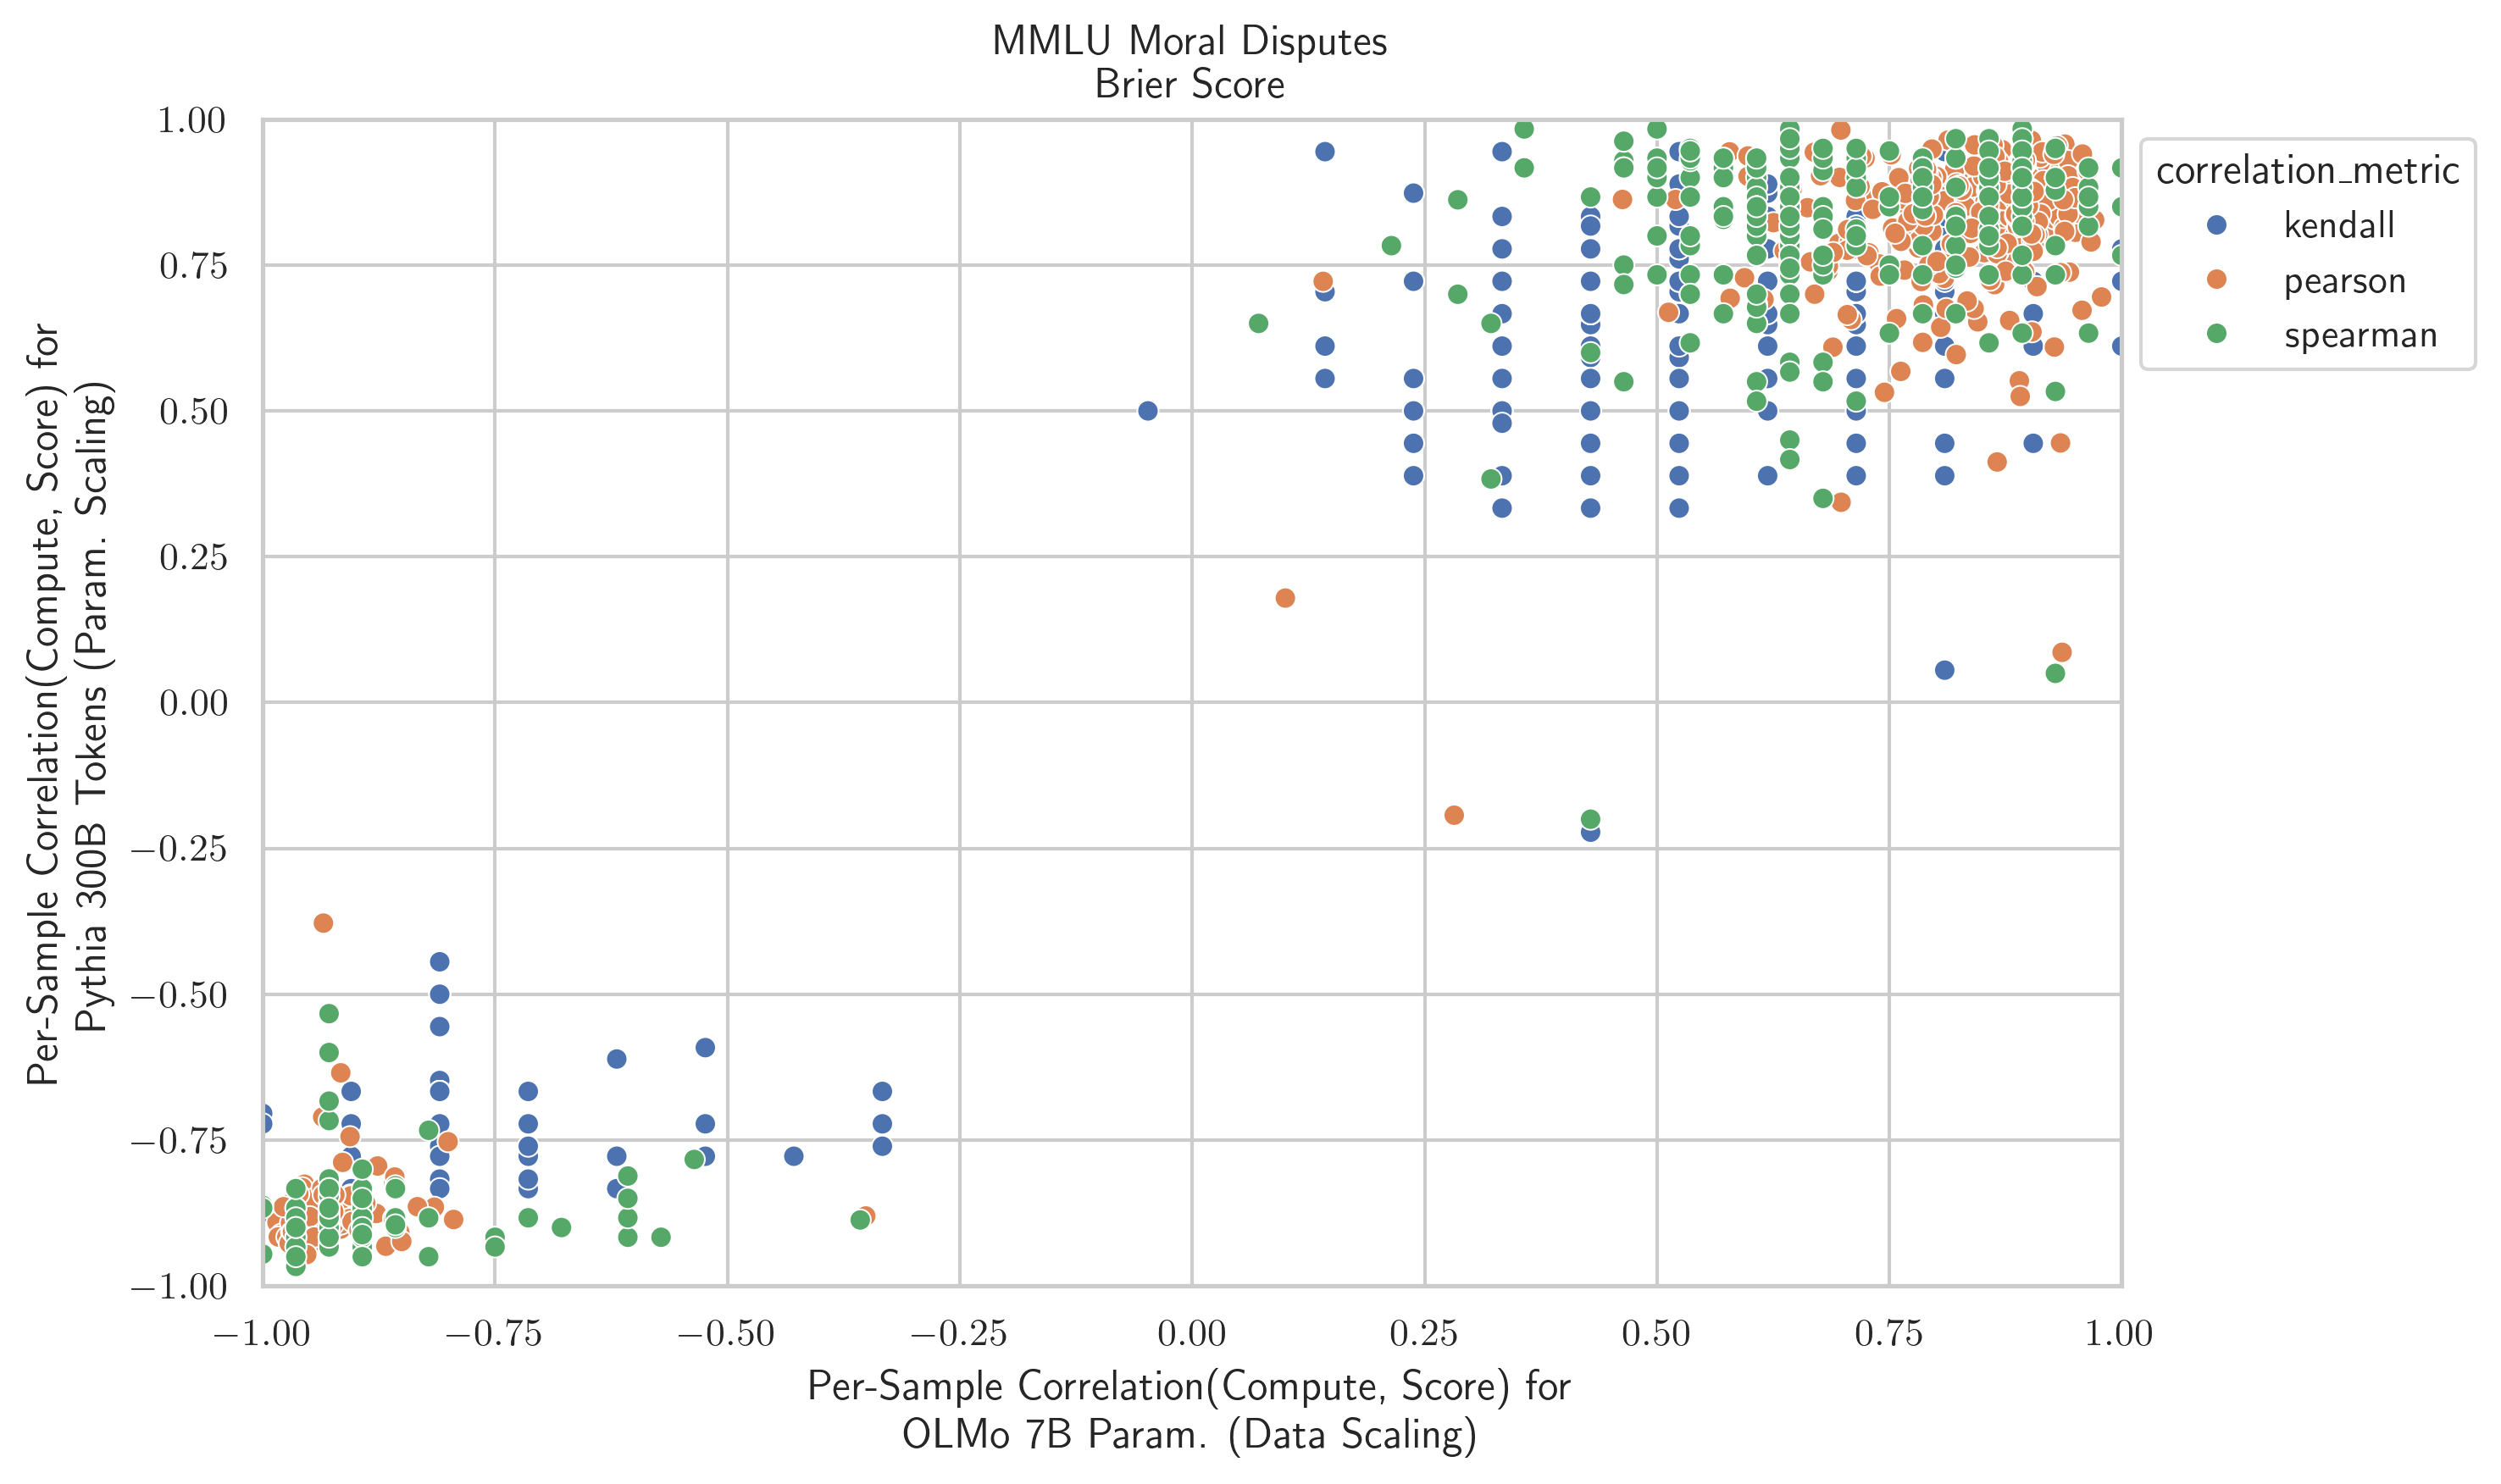 MMLU Moral Disputes
Brier Score
Per-Sample Correlation(Compute, Score) for
Pythia 300B Tokens (Param. Scaling)
1.00
0.75
0.50
0.25
0.00
−0.25
−0.50
−0.75
−1.00
−1.00
−0.75
−0.50
−0.25
0.00
0.25
0.50
0.75
1.00
Per-Sample Correlation(Compute, Score) for
OLMo 7B Param. (Data Scaling)
correlation_metric
kendall
pearson
spearman